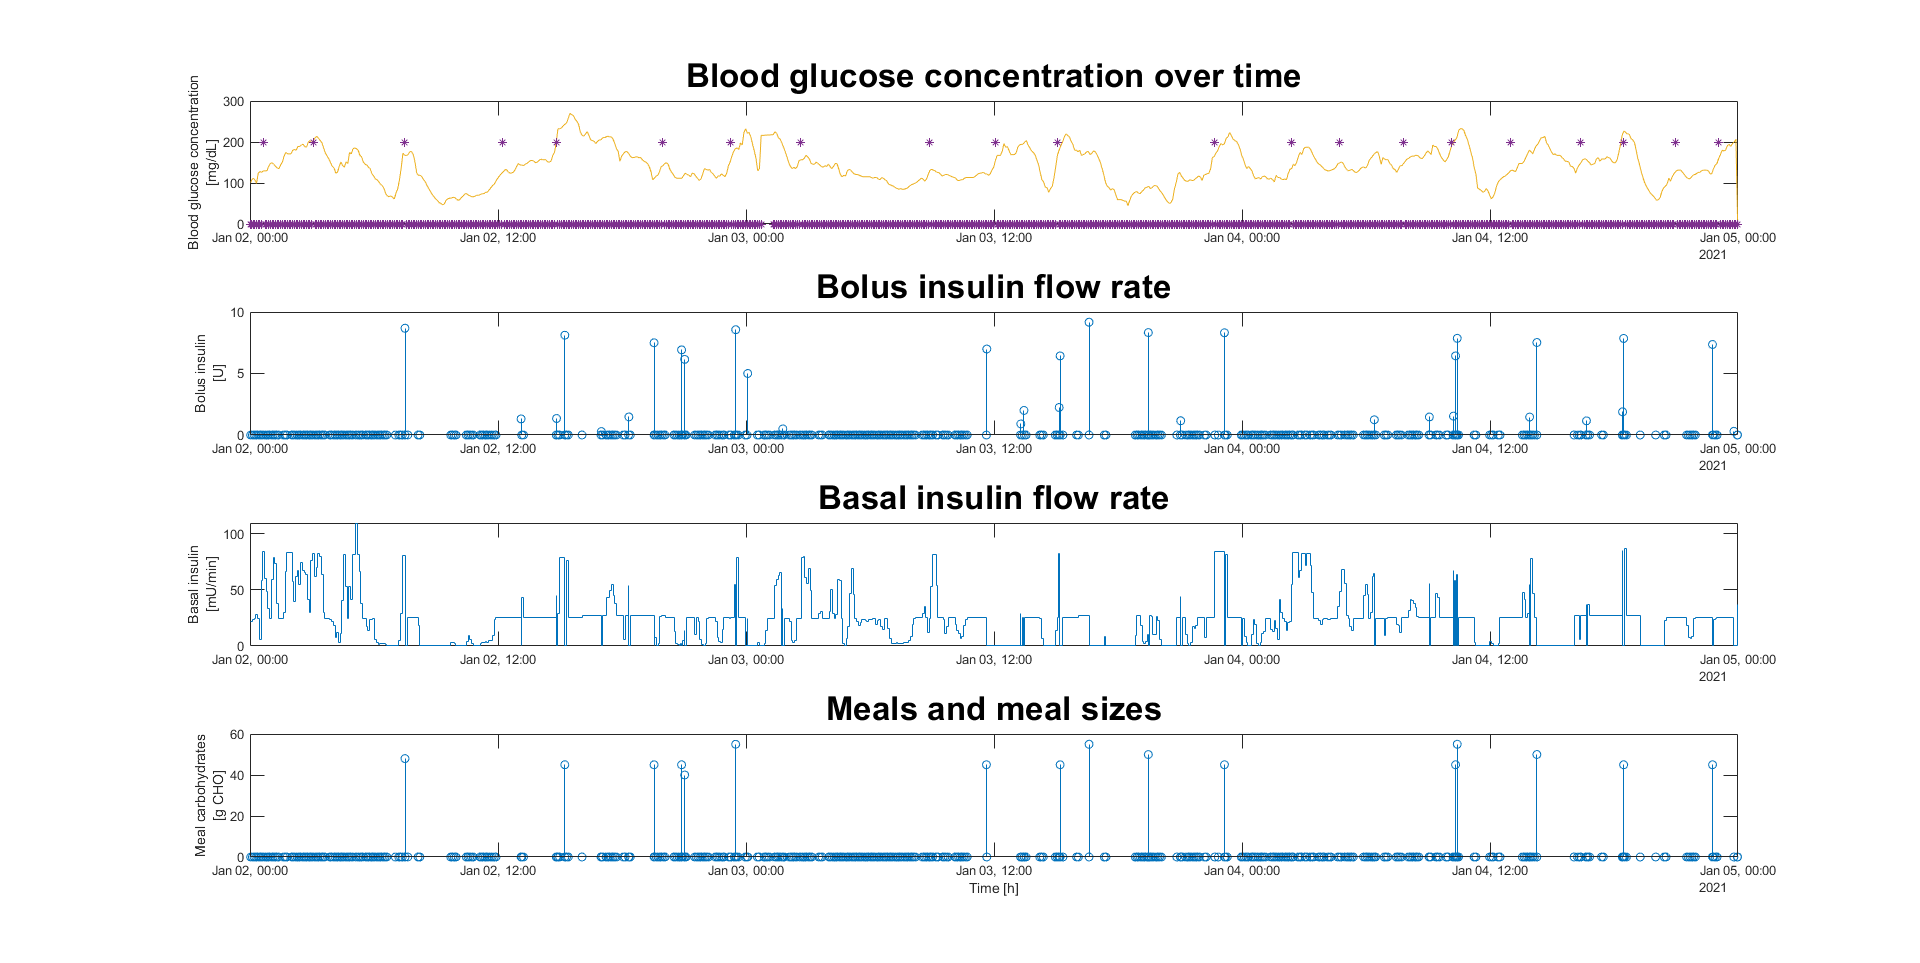 Blood glucose concentration over time
Blood glucose concentration
[mg/dL]
300
200
100
0
Jan 02, 00:00 Jan 02, 12:00 Jan 03, 00:00 Jan 03, 12:00 Jan 04, 00:00 Jan 04, 12:00 Jan 05, 00:00
2021
Bolus insulin flow rate
Bolus insulin
[U]
10
5
0
Jan 02, 00:00 Jan 02, 12:00 Jan 03, 00:00 Jan 03, 12:00 Jan 04, 00:00 Jan 04, 12:00 Jan 05, 00:00
2021
Basal insulin flow rate
Basal insulin
[mU/min]
100
50
0
Jan 02, 00:00 Jan 02, 12:00 Jan 03, 00:00 Jan 03, 12:00 Jan 04, 00:00 Jan 04, 12:00 Jan 05, 00:00
2021
Meals and meal sizes
Meal carbohydrates
[g CHO]
60
40
20
0
Jan 02, 00:00 Jan 02, 12:00 Jan 03, 00:00 Jan 03, 12:00 Jan 04, 00:00 Jan 04, 12:00 Jan 05, 00:00
Time [h]
2021